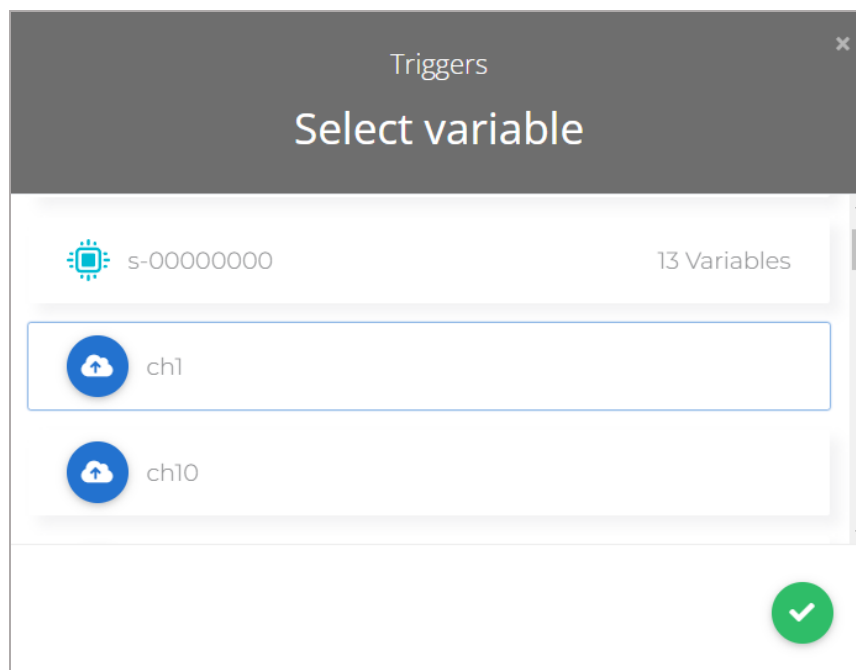 Triggers
Select variable
s-00000000 13 Variables
ch1
ch10